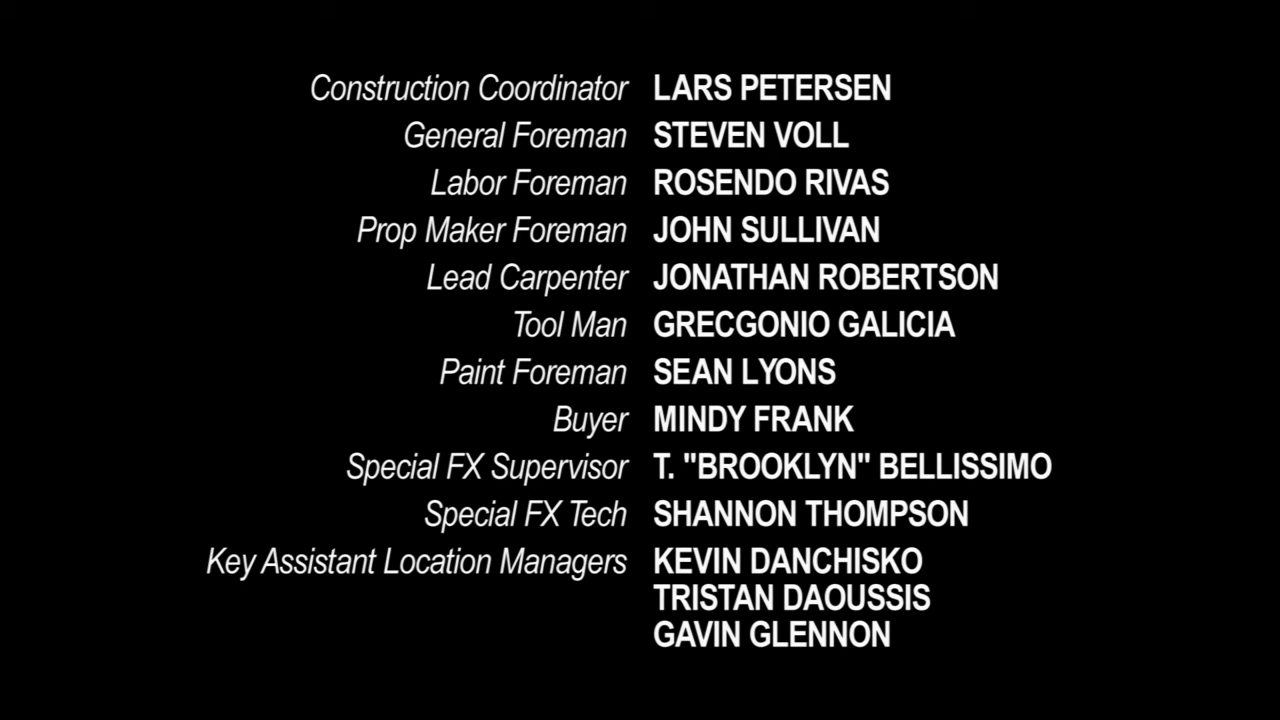 Construction Coordinator LARS PETERSEN
General Foreman STEVEN VOLL
Labor Foreman ROSENDO RIVAS
Prop Maker Foreman JOHN SULLIVAN
Lead Carpenter JONATHAN ROBERTSON
Tool Man GRECGONIO GALICIA
Paint Foreman SEAN LYONS
Buyer MINDY FRANK
Special FX Supervisor T. "BROOKLYN" BELLISSIMO
Special FX Tech SHANNON THOMPSON
Key Assistant Location Managers KEVIN DANCHISKO
TRISTAN DAOUSSIS
GAVIN GLENNON